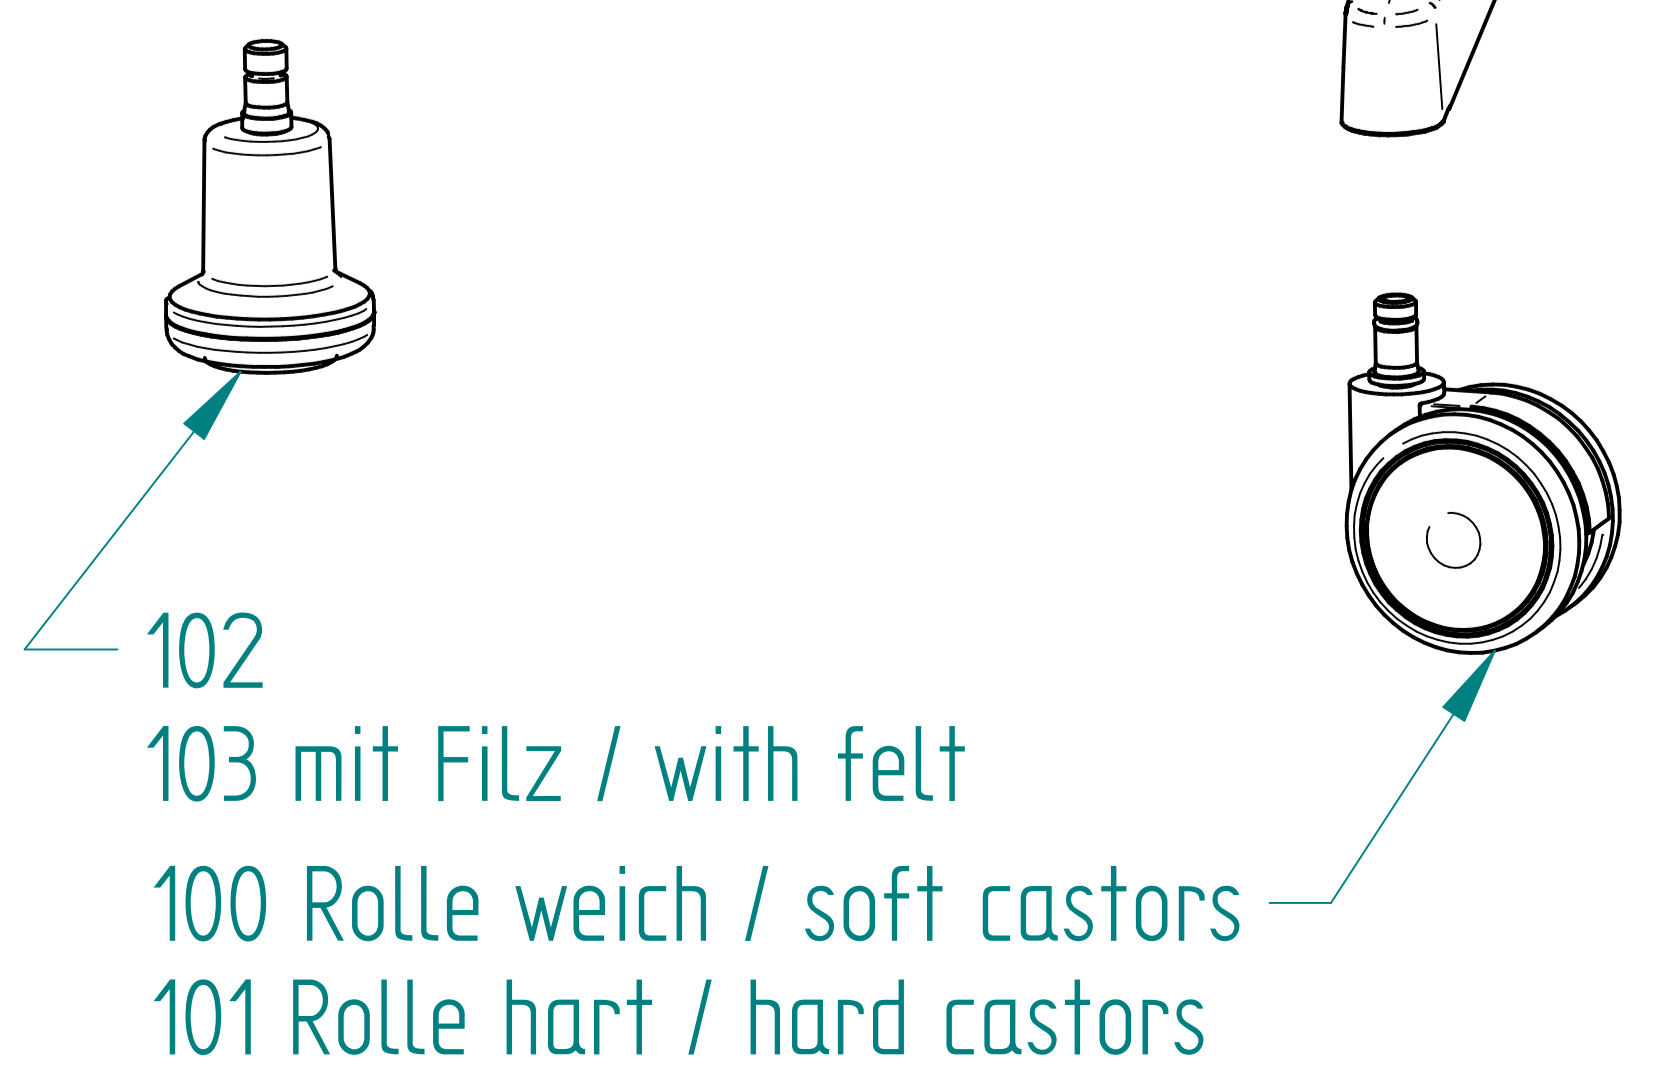 102
103 mit Filz / with felt
100 Rolle weich / soft castors
101 Rolle hart / hard castors